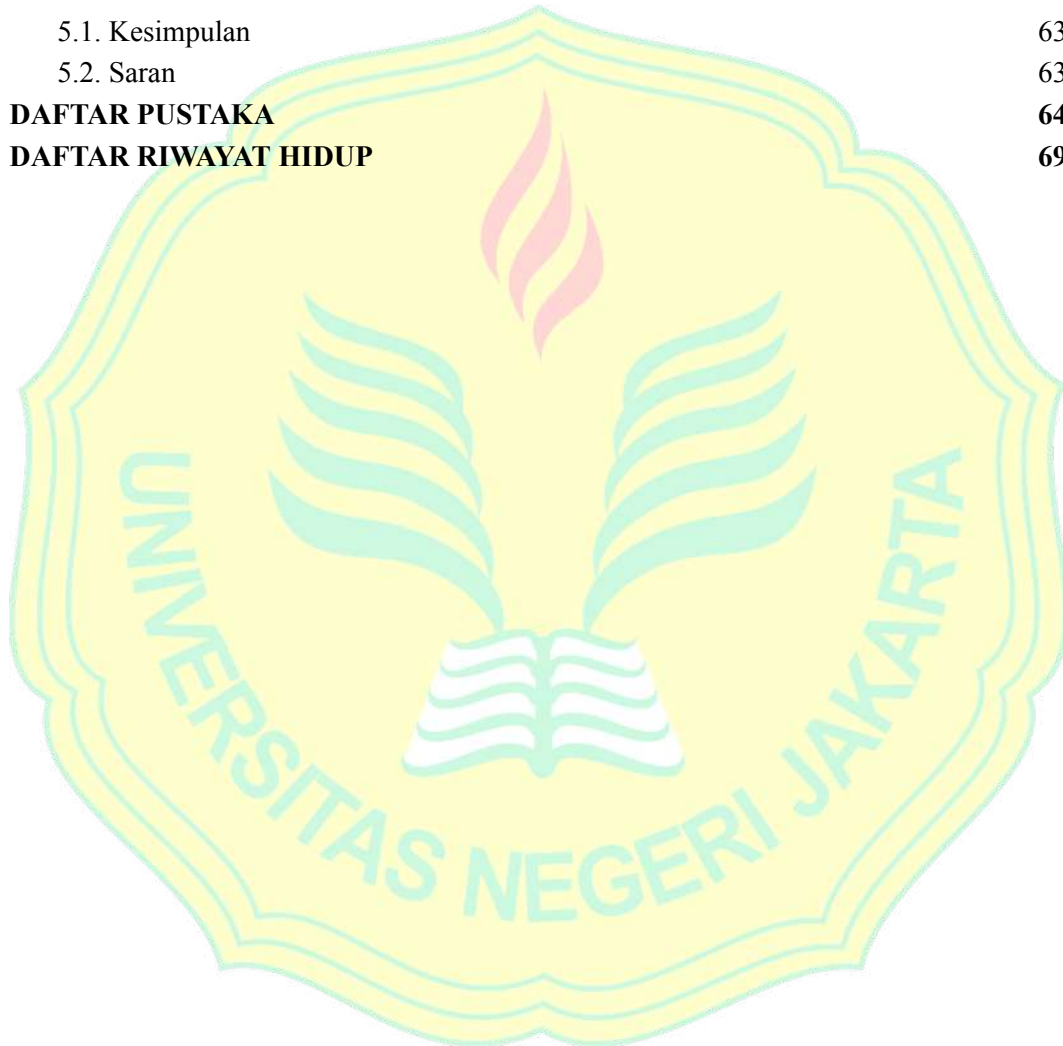 5.1. Kesimpulan 63
5.2. Saran 63
DAFTAR PUSTAKA 64
DAFTAR RIWAYAT HIDUP 69
UNIVERSITAS NEGERI JAKARTA